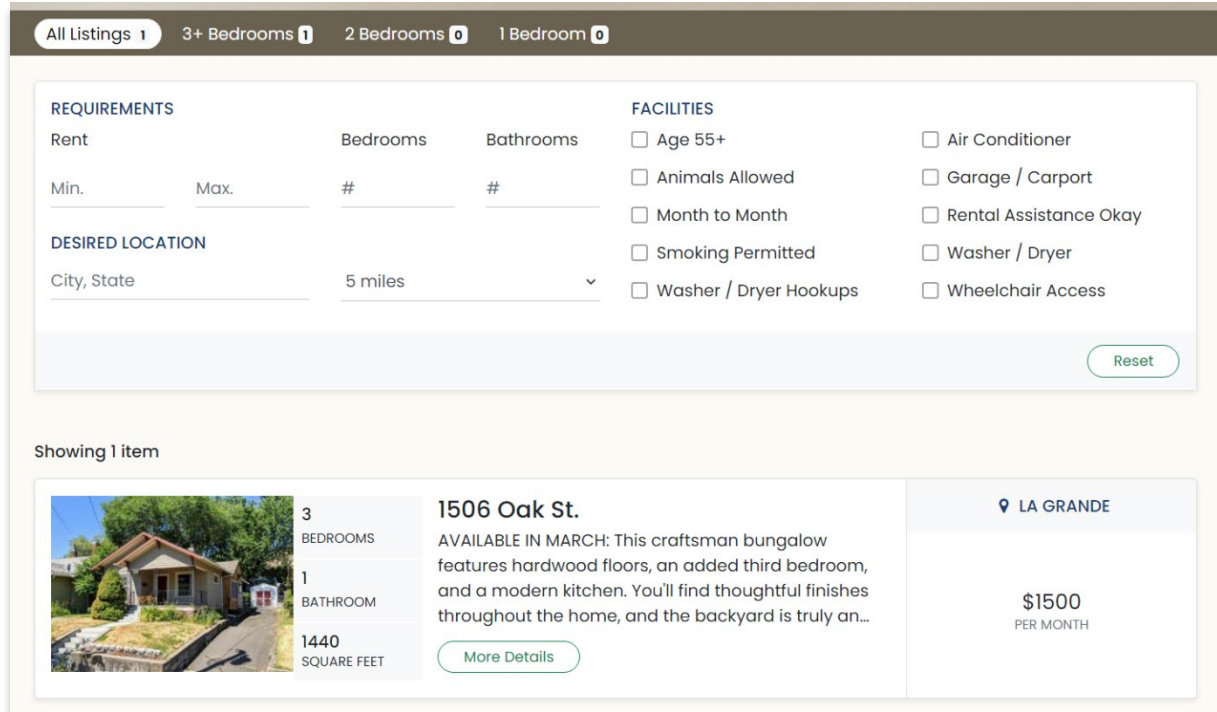 All Listings 1 3+ Bedrooms 1 2 Bedrooms 0 1 Bedroom 0
REQUIREMENTS
Rent Bedrooms Bathrooms
Min. Max. # #
DESIRED LOCATION
City, State 5 miles
FACILITIES
Age 55+ Air Conditioner
Animals Allowed Garage / Carport
Month to Month Rental Assistance Okay
Smoking Permitted Washer / Dryer
Washer / Dryer Hookups Wheelchair Access
Reset
Showing 1 item
3
BEDROOMS
1
BATHROOM
1440
SQUARE FEET
1506 Oak St.
AVAILABLE IN MARCH: This craftsman bungalow
features hardwood floors, an added third bedroom,
and a modern kitchen. You'll find thoughtful finishes
throughout the home, and the backyard is truly an...
More Details
LA GRANDE
$1500
PER MONTH